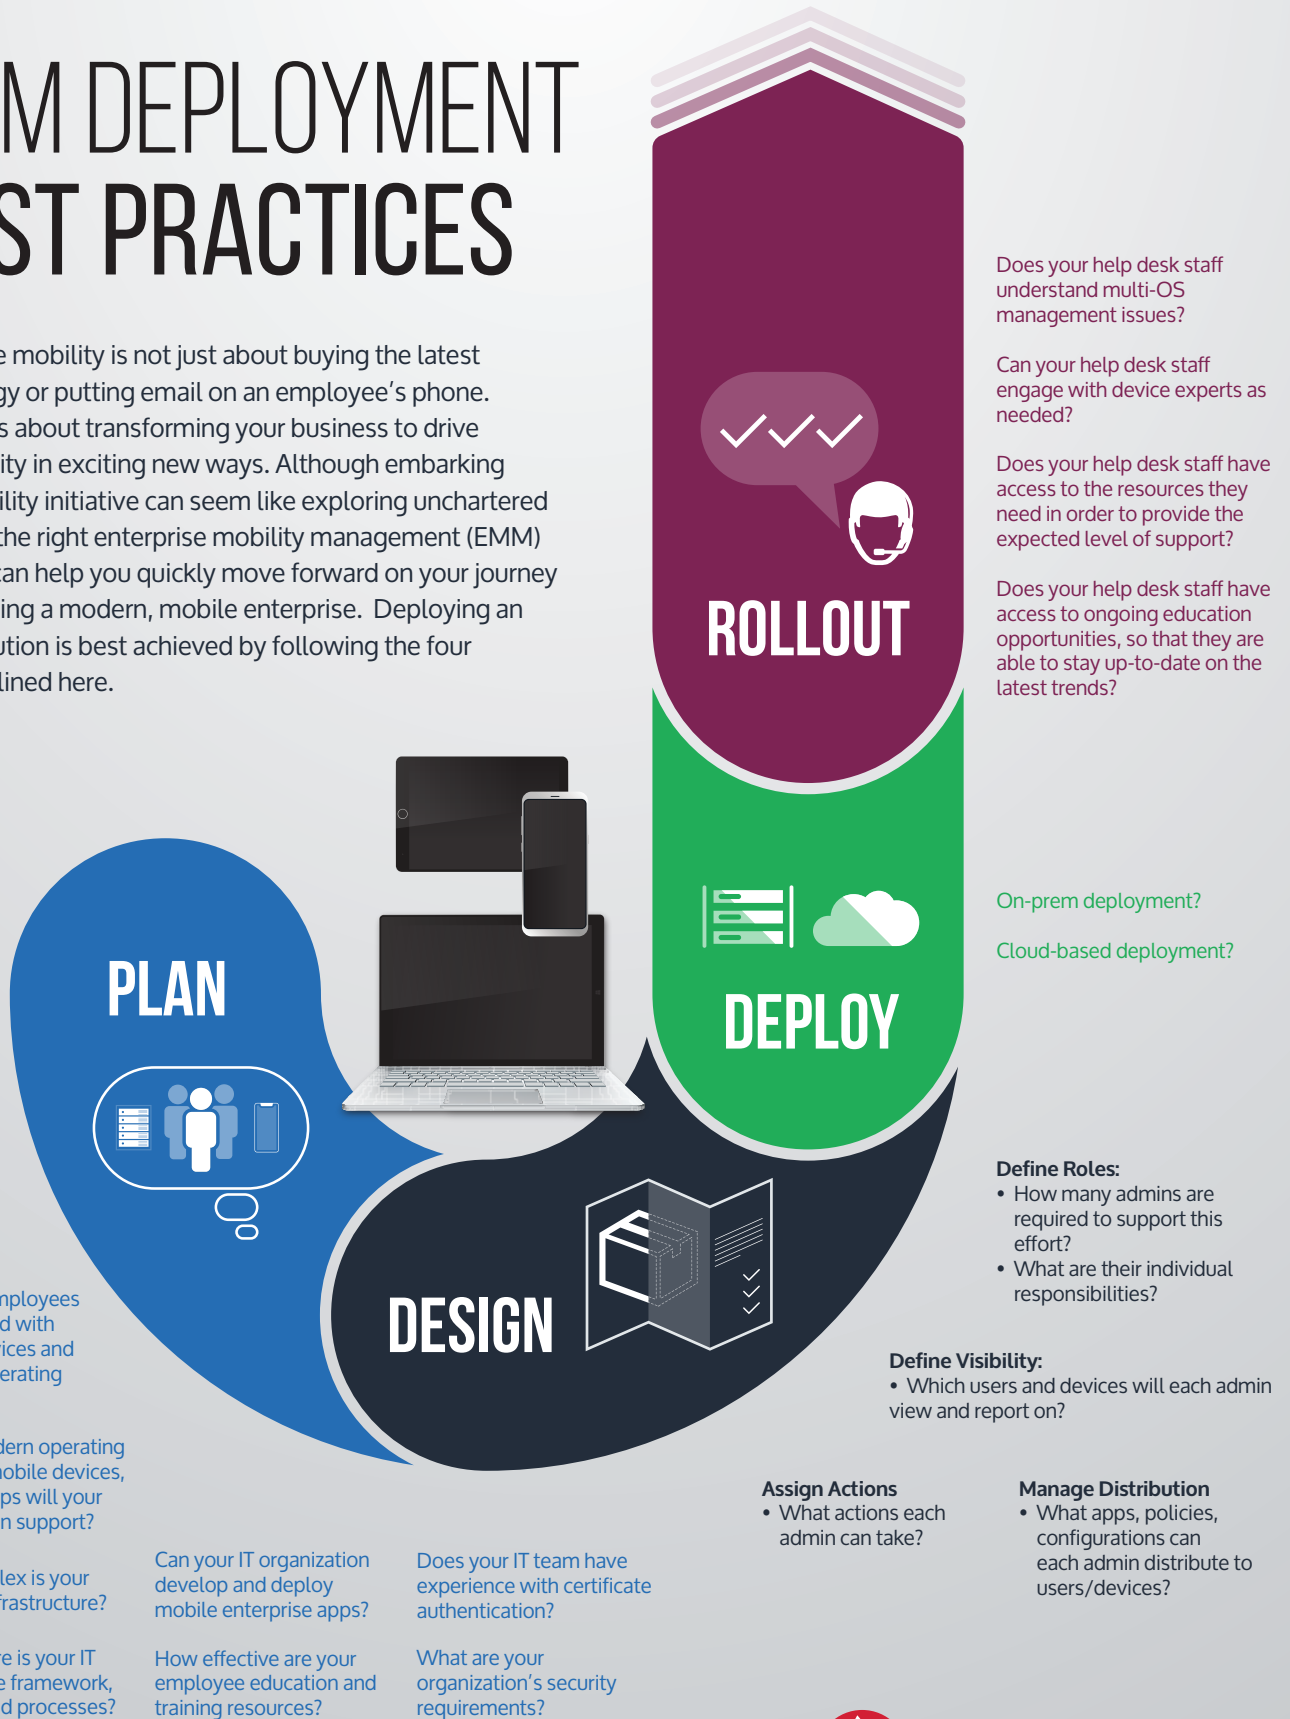 M DEPLOYMENT
ST PRACTICES
e mobility is not just about buying the latest
gy or putting email on an employee's phone.
s about transforming your business to drive
ity in exciting new ways. Although embarking
ility initiative can seem like exploring unchartered
the right enterprise mobility management (EMM)
can help you quickly move forward on your journey
ing a modern, mobile enterprise. Deploying an
ution is best achieved by following the four
lined here.
ROLLOUT
Does your help desk staff
understand multi-OS
management issues?
Can your help desk staff
engage with device experts as
needed?
Does your help desk staff have
access to the resources they
need in order to provide the
expected level of support?
Does your help desk staff have
access to ongoing education
opportunities, so that they are
able to stay up-to-date on the
latest trends?
DEPLOY
On-prem deployment?
Cloud-based deployment?
PLAN
DESIGN
Define Roles:
• How many admins are
required to support this
effort?
• What are their individual
responsibilities?
Define Visibility:
• Which users and devices will each admin
view and report on?
Assign Actions
• What actions each
admin can take?
Manage Distribution
• What apps, policies,
configurations can
each admin distribute to
users/devices?
mployees
d with
ices and
erating
dern operating
nobile devices,
ps will your
n support?
lex is your
frastructure?
re is your IT
e framework,
d processes?
Can your IT organization
develop and deploy
mobile enterprise apps?
How effective are your
employee education and
training resources?
Does your IT team have
experience with certificate
authentication?
What are your
organization's security
requirements?